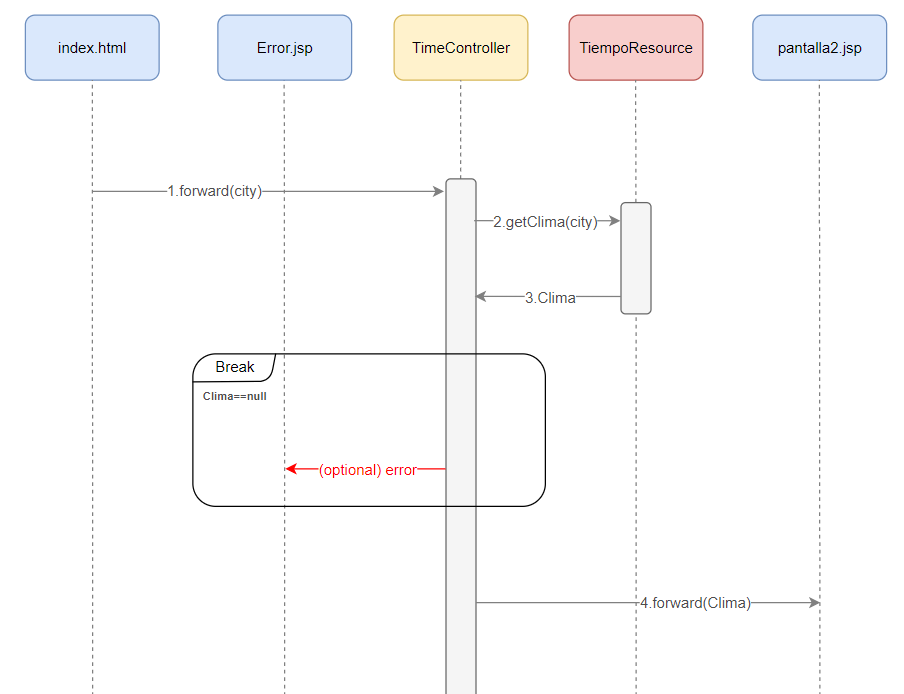 index.html
Error.jsp
TimeController
TiempoResource
pantalla2.jsp
1.forward(city)
2.getClima(city)
3.Clima
Break
Clima==null
(optional) error
4.forward(Clima)